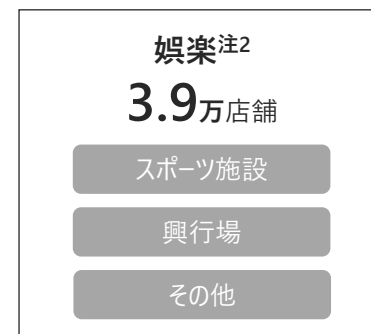 娯楽注2
3.9万店舗
スポーツ施設
興行場
その他